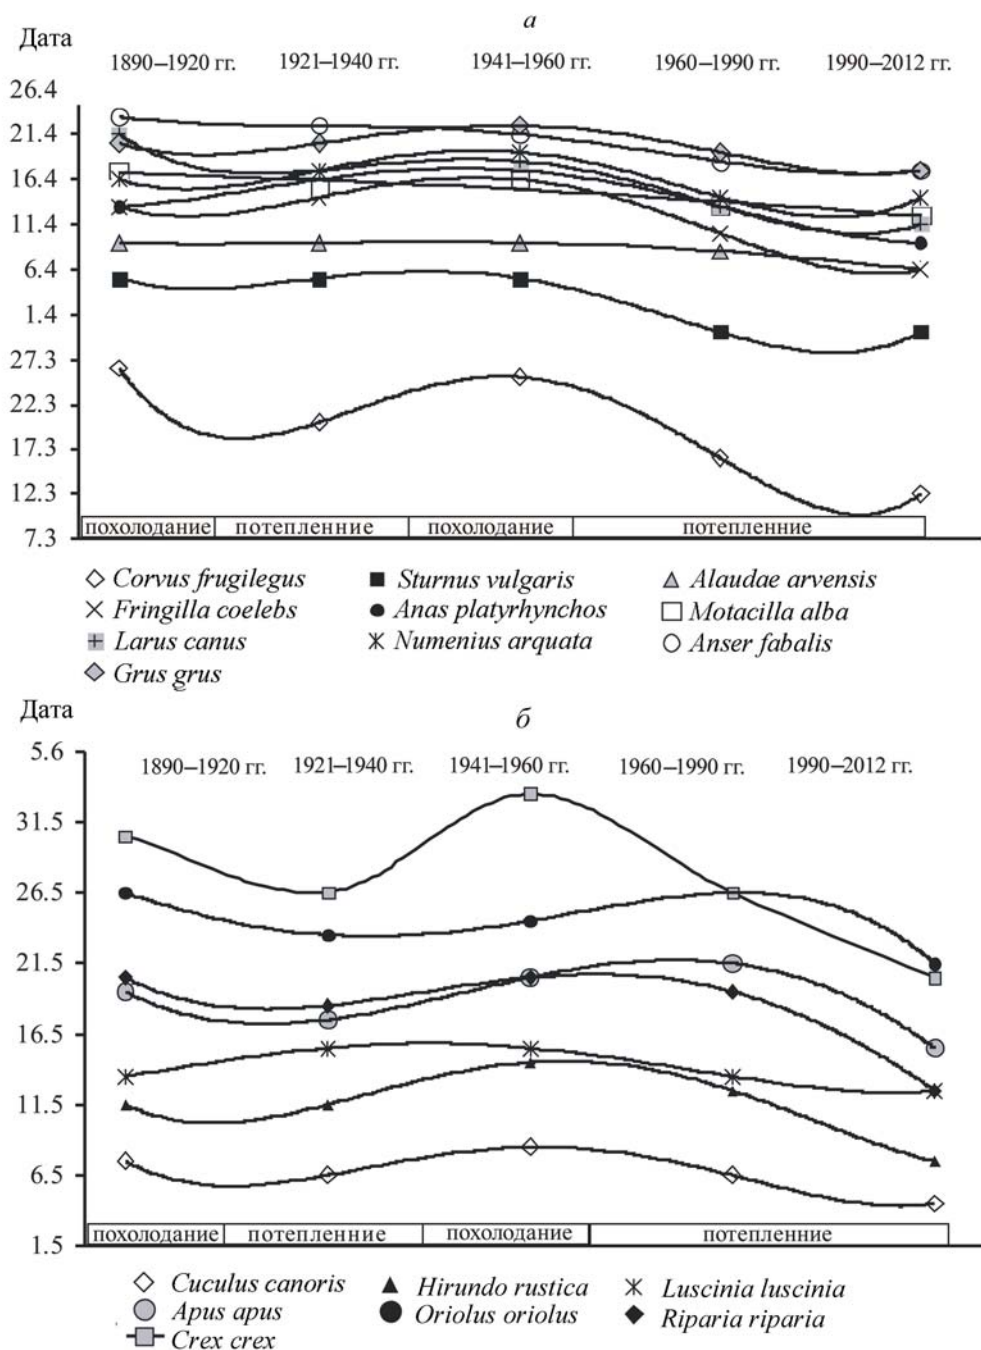 а
Дата
1890–1920 гг. 1921–1940 гг. 1941–1960 гг. 1960–1990 гг. 1990–2012 гг.
26.4
21.4
16.4
11.4
6.4
1.4
27.3
22.3
17.3
12.3
7.3
похолодание потепленние похолодание потепленние
Corvus frugilegus Sturnus vulgaris Alaudae arvensis
Fringilla coelebs Anas platyrhynchos Motacilla alba
Larus canus Numenius arquata Anser fabalis
Grus grus
Дата
б
5.6
1890–1920 гг. 1921–1940 гг. 1941–1960 гг. 1960–1990 гг. 1990–2012 гг.
31.5
26.5
21.5
16.5
11.5
6.5
1.5
похолодание потепленние похолодание потепленние
Cuculus canoris Hirundo rustica Luscinia luscinia
Apus apus Oriolus oriolus Riparia riparia
Crex crex